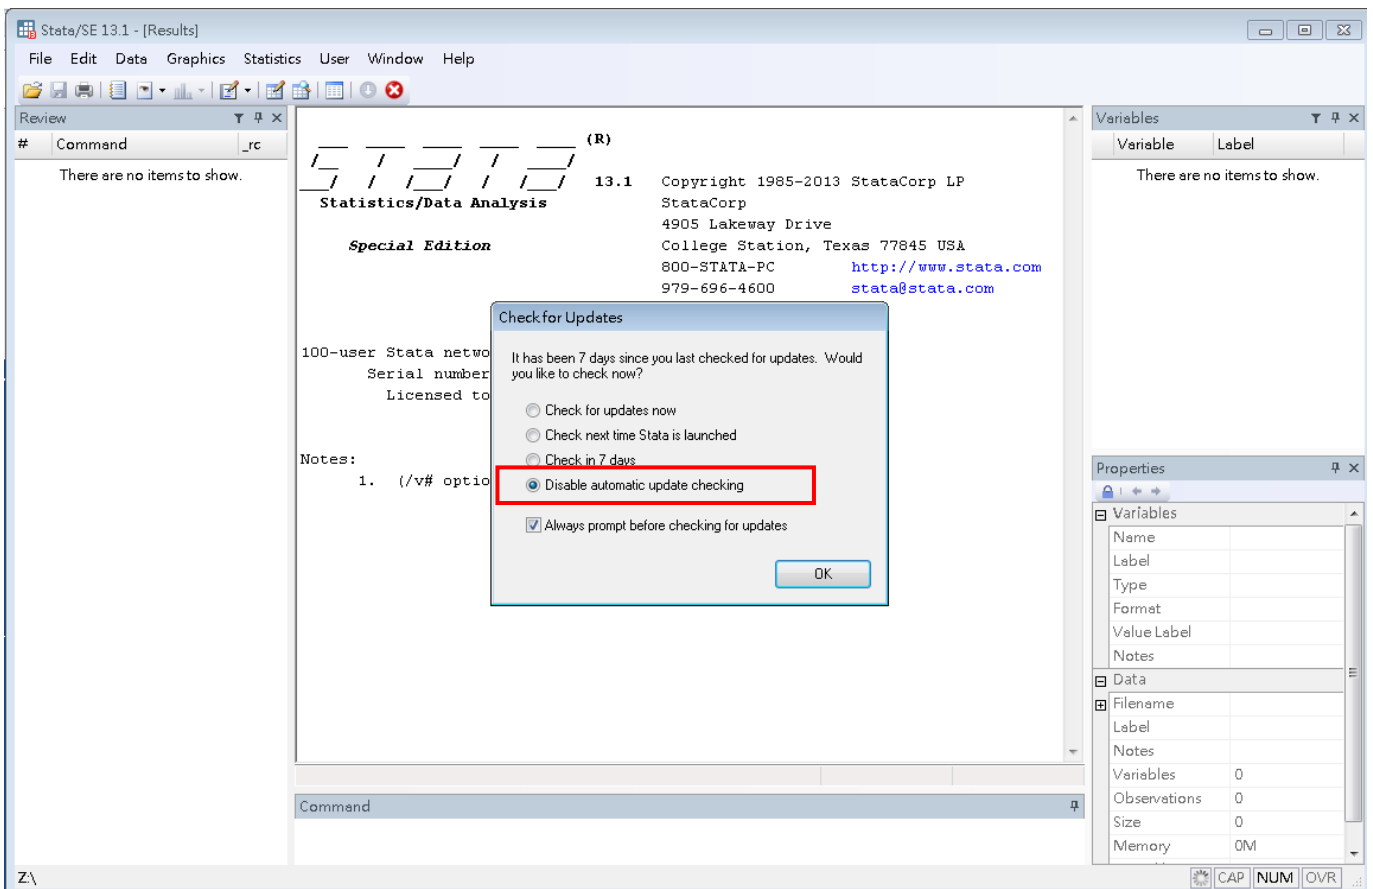 Stata/SE 13.1 - [Results]
File Edit Data Graphics Statistics User Window Help
Review
# Command _rc
There are no items to show.
(R)
STATA
13.1 Copyright 1985-2013 StataCorp LP
Statistics/Data Analysis StataCorp
4905 Lakeway Drive
Special Edition College Station, Texas 77845 USA
800-STATA-PC http://www.stata.com
979-696-4600 stata@stata.com
100-user Stata netwo
Serial number
Licensed to
Notes:
1. (/v# optio
Check for Updates
It has been 7 days since you last checked for updates. Would
you like to check now?
Check for updates now
Check next time Stata is launched
Check in 7 days
Disable automatic update checking
Always prompt before checking for updates
OK
Command
Variables
Variable Label
There are no items to show.
Properties
Variables
Name
Label
Type
Format
Value Label
Notes
Data
Filename
Label
Notes
Variables 0
Observations 0
Size 0
Memory 0M
Z:\
CAP NUM OVR